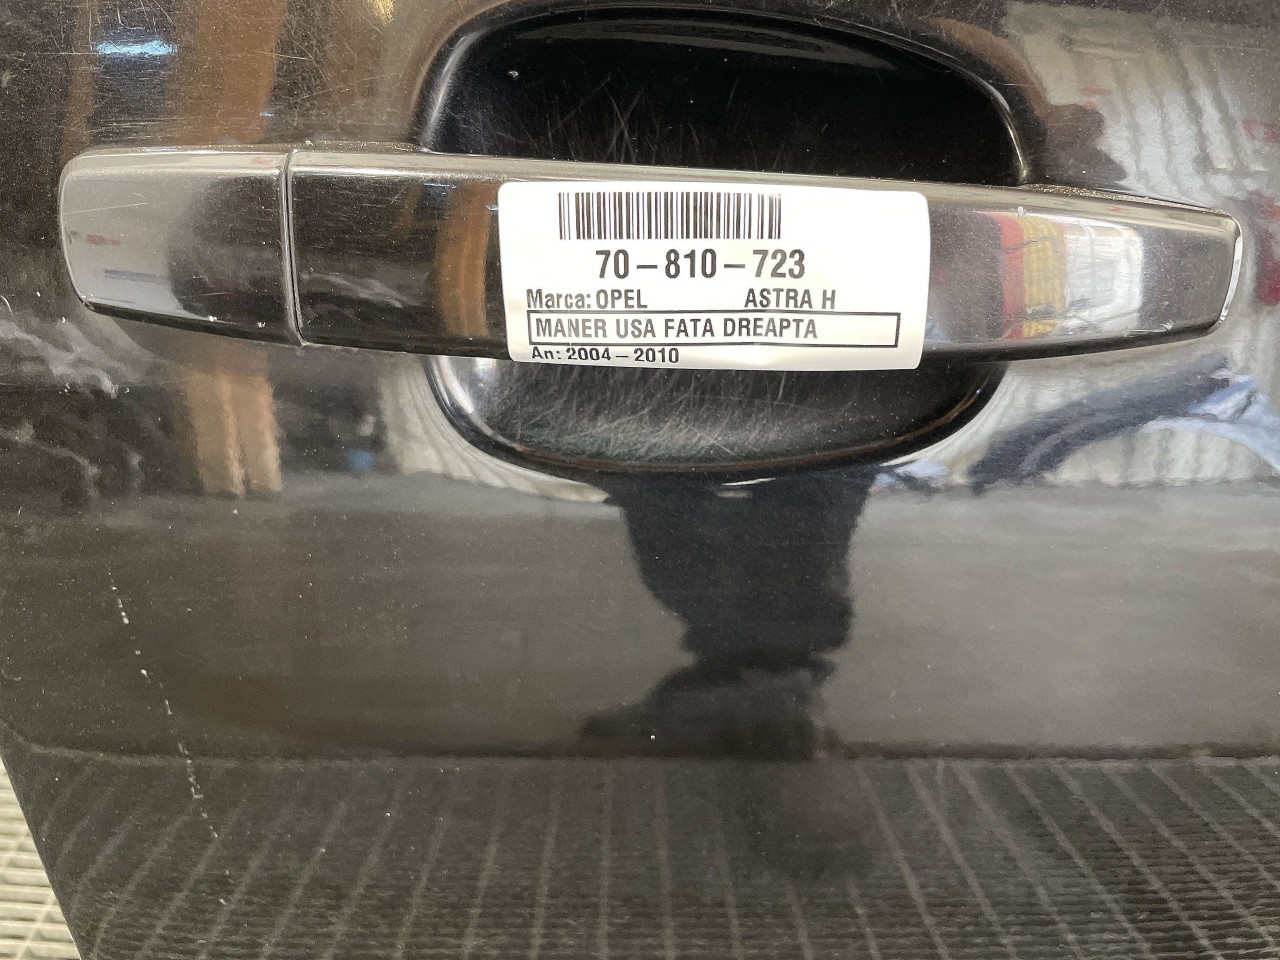 70-810-723
Marca: OPEL ASTRA H
MANER USA FATA DREAPTA
An: 2004-2010